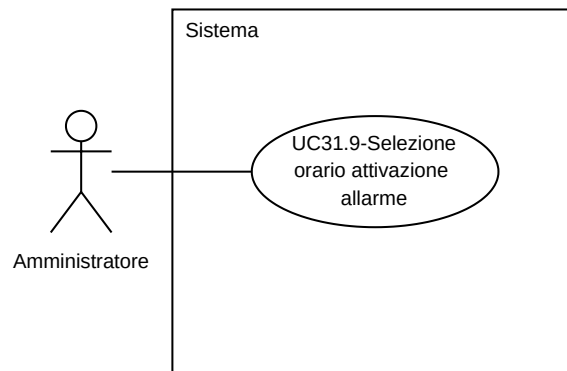 Sistema
UC31.9-Selezione
orario attivazione
allarme
Amministratore